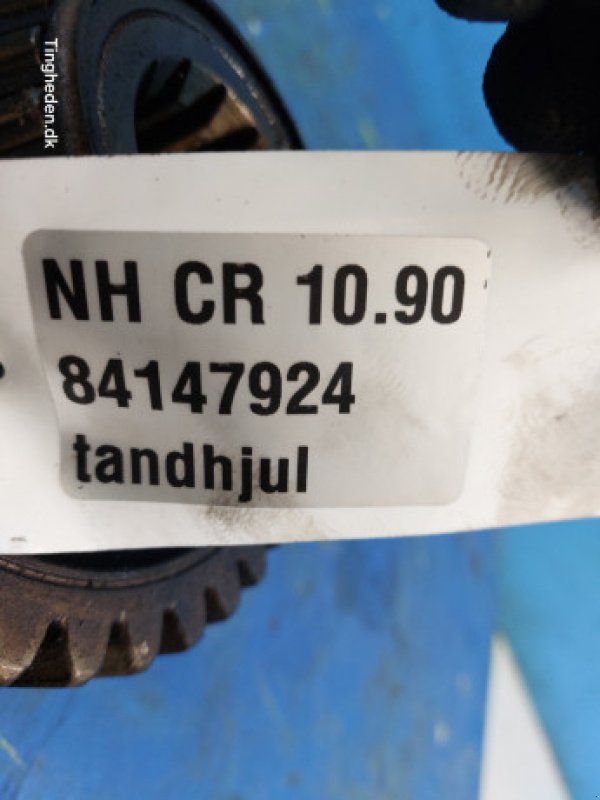 Tingheden.dk
NH CR 10.90
84147924
tandhjul